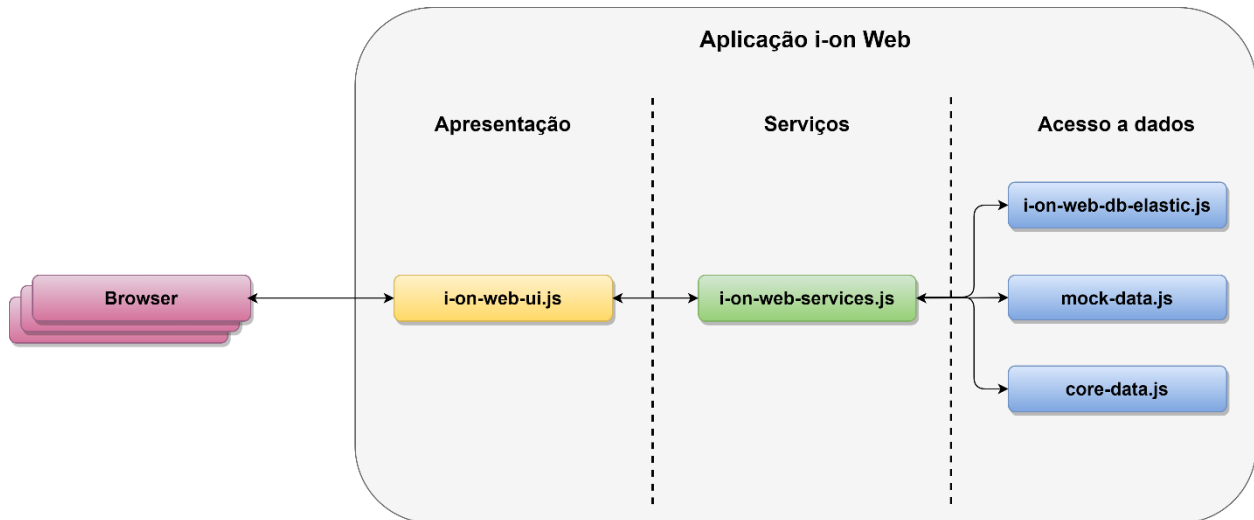 Aplicação i-on Web
Apresentação
Serviços
Acesso a dados
i-on-web-db-elastic.js
Browser
i-on-web-ui.js
i-on-web-services.js
mock-data.js
core-data.js